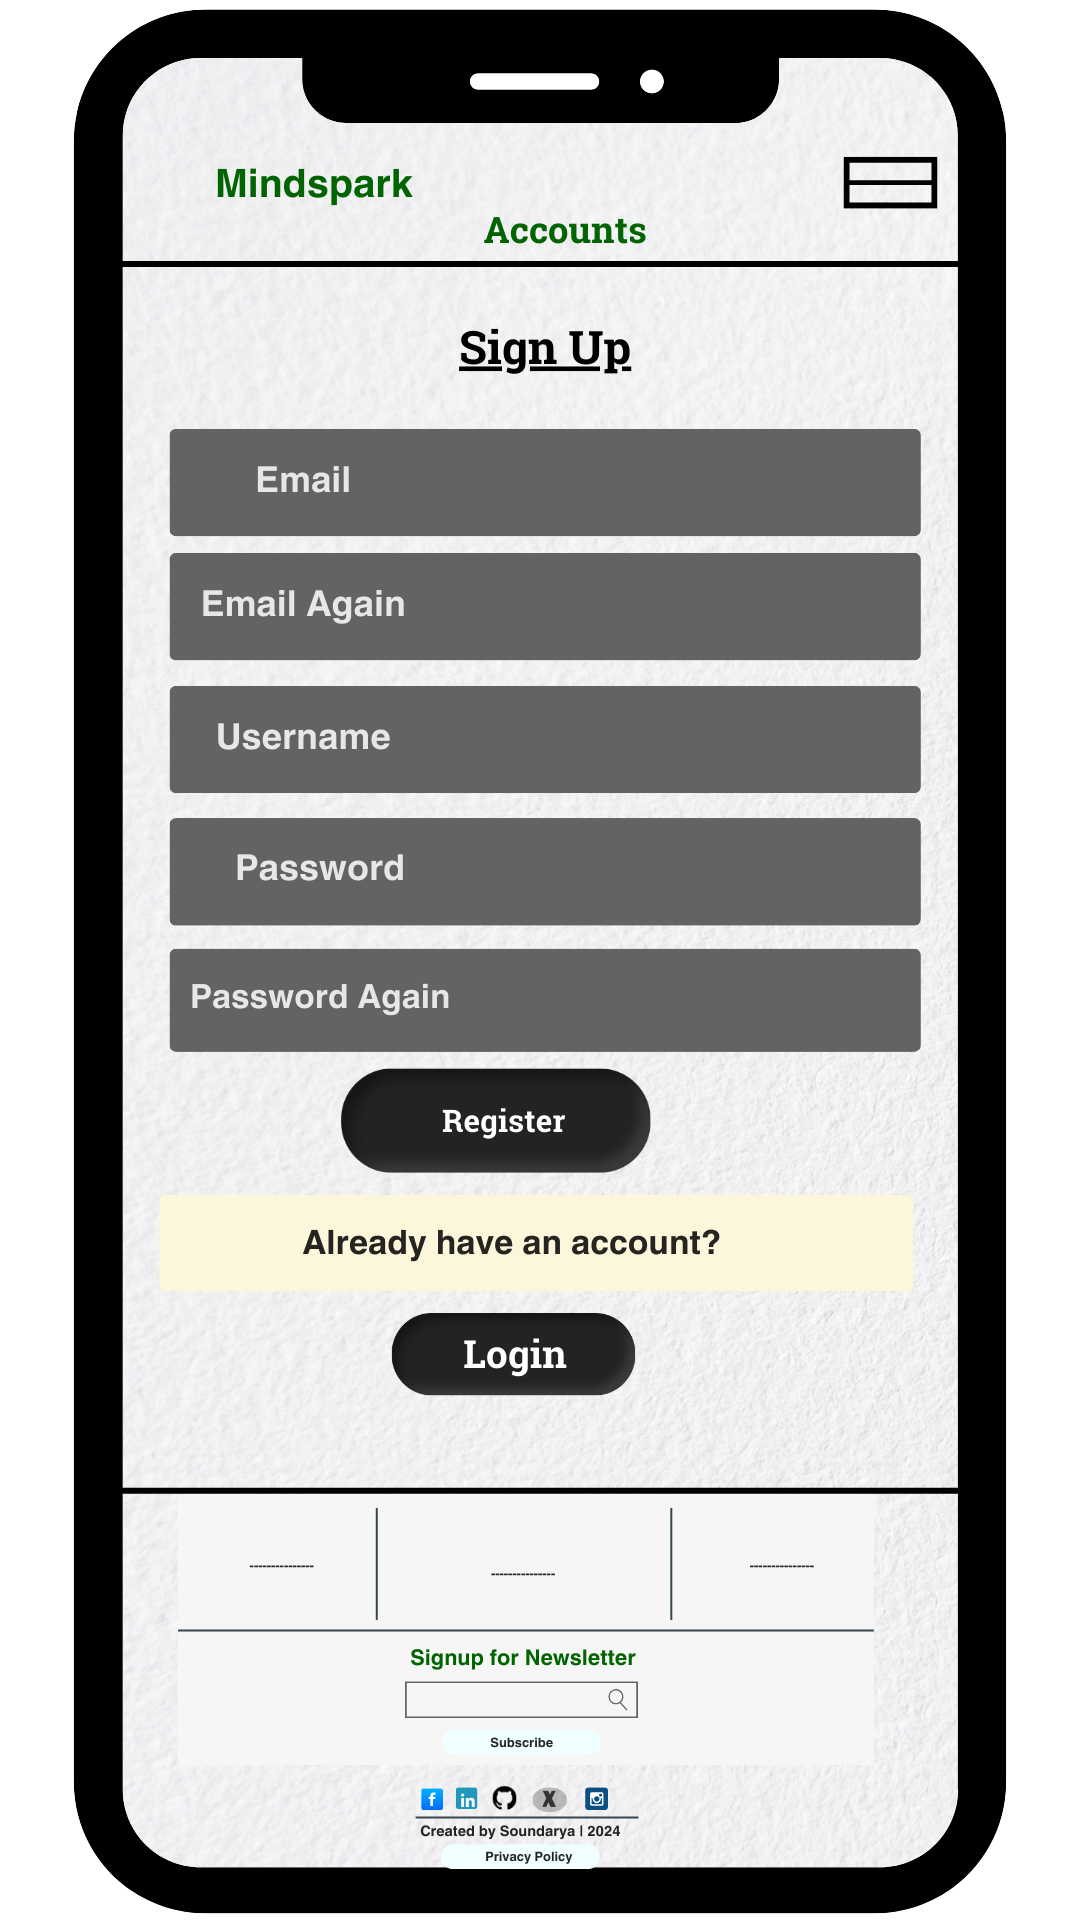 Mindspark
Accounts
Sign Up
Email
Email Again
Username
Password
Password Again
Register
Already have an account?
Login
--------------- --------------- ---------------
Signup for Newsletter
Subscribe
f in X
Created by Soundarya | 2024
Privacy Policy